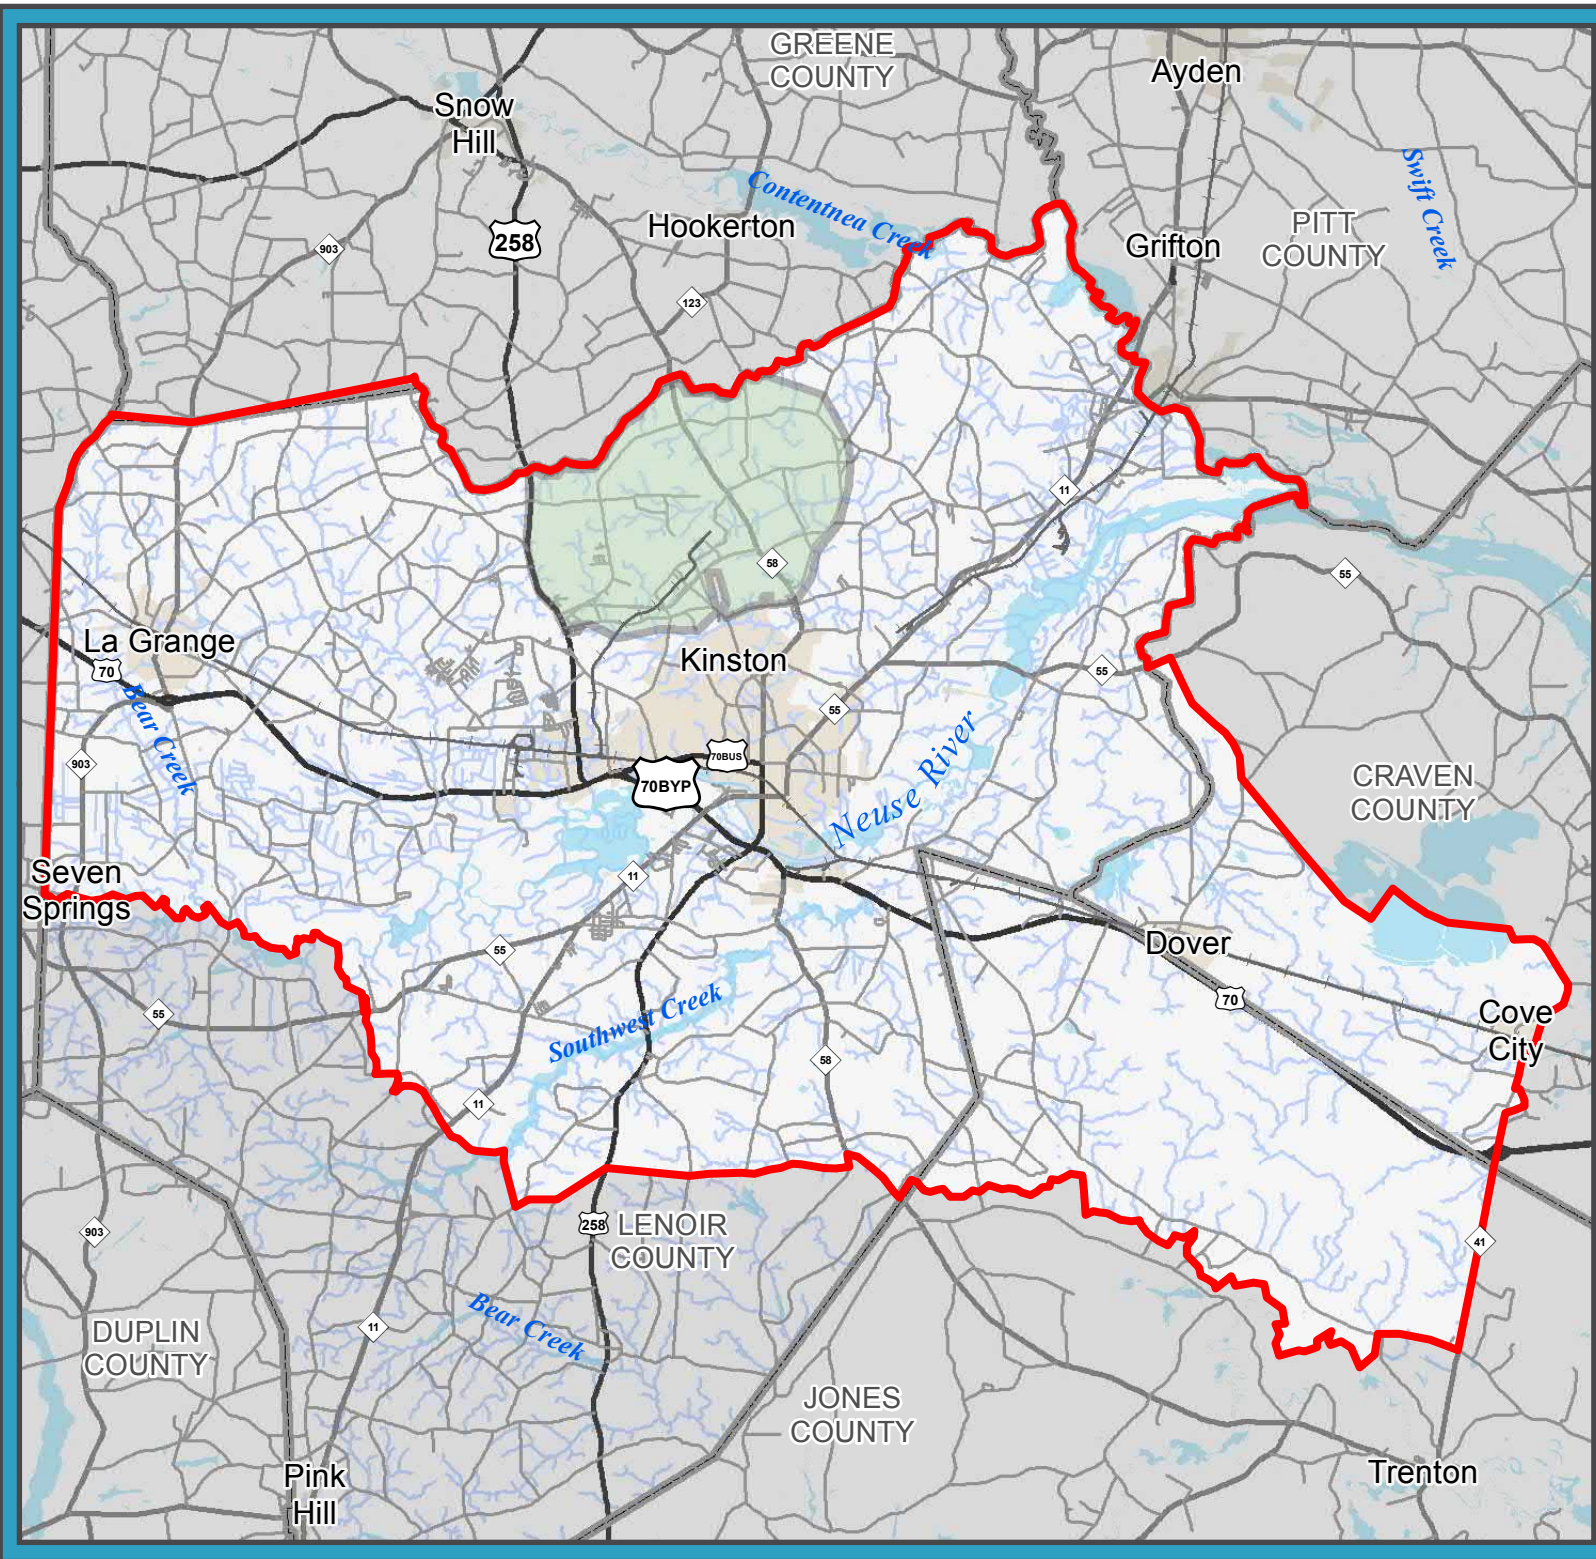 GREENE
COUNTY
Ayden
Snow
Hill
Swift Creek
Contentnea Creek
Hookerton
PITT
COUNTY
Grifton
258
903
123
11
58
55
La Grange
Kinston
70
55
Bear Creek
55
Neuse River
70BUS
903
70BYP
CRAVEN
COUNTY
Seven
Springs
11
Dover
55
70
Southwest Creek
55
Cove
City
58
11
LENOIR
COUNTY
258
903
41
Bear Creek
11
DUPLIN
COUNTY
JONES
COUNTY
Pink
Hill
Trenton